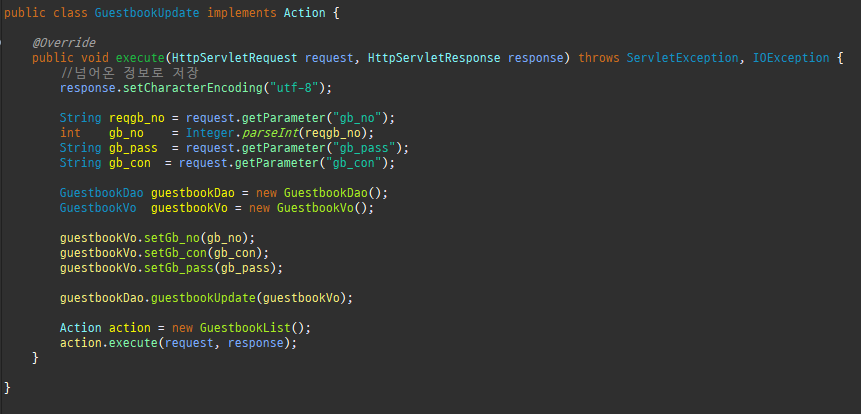 public class GuestbookUpdate implements Action {
@Override
public void execute(HttpServletRequest request, HttpServletResponse response) throws ServletException, IOException {
//넘어온 정보로 저장
response.setCharacterEncoding("utf-8");
String reqgb_no = request.getParameter("gb_no");
int    gb_no    = Integer.parseInt(reqgb_no);
String gb_pass  = request.getParameter("gb_pass");
String gb_con  = request.getParameter("gb_con");
GuestbookDao guestbookDao = new GuestbookDao();
GuestbookVo  guestbookVo = new GuestbookVo();
guestbookVo.setGb_no(gb_no);
guestbookVo.setGb_con(gb_con);
guestbookVo.setGb_pass(gb_pass);
guestbookDao.guestbookUpdate(guestbookVo);
Action action = new GuestbookList();
action.execute(request, response);
}
}